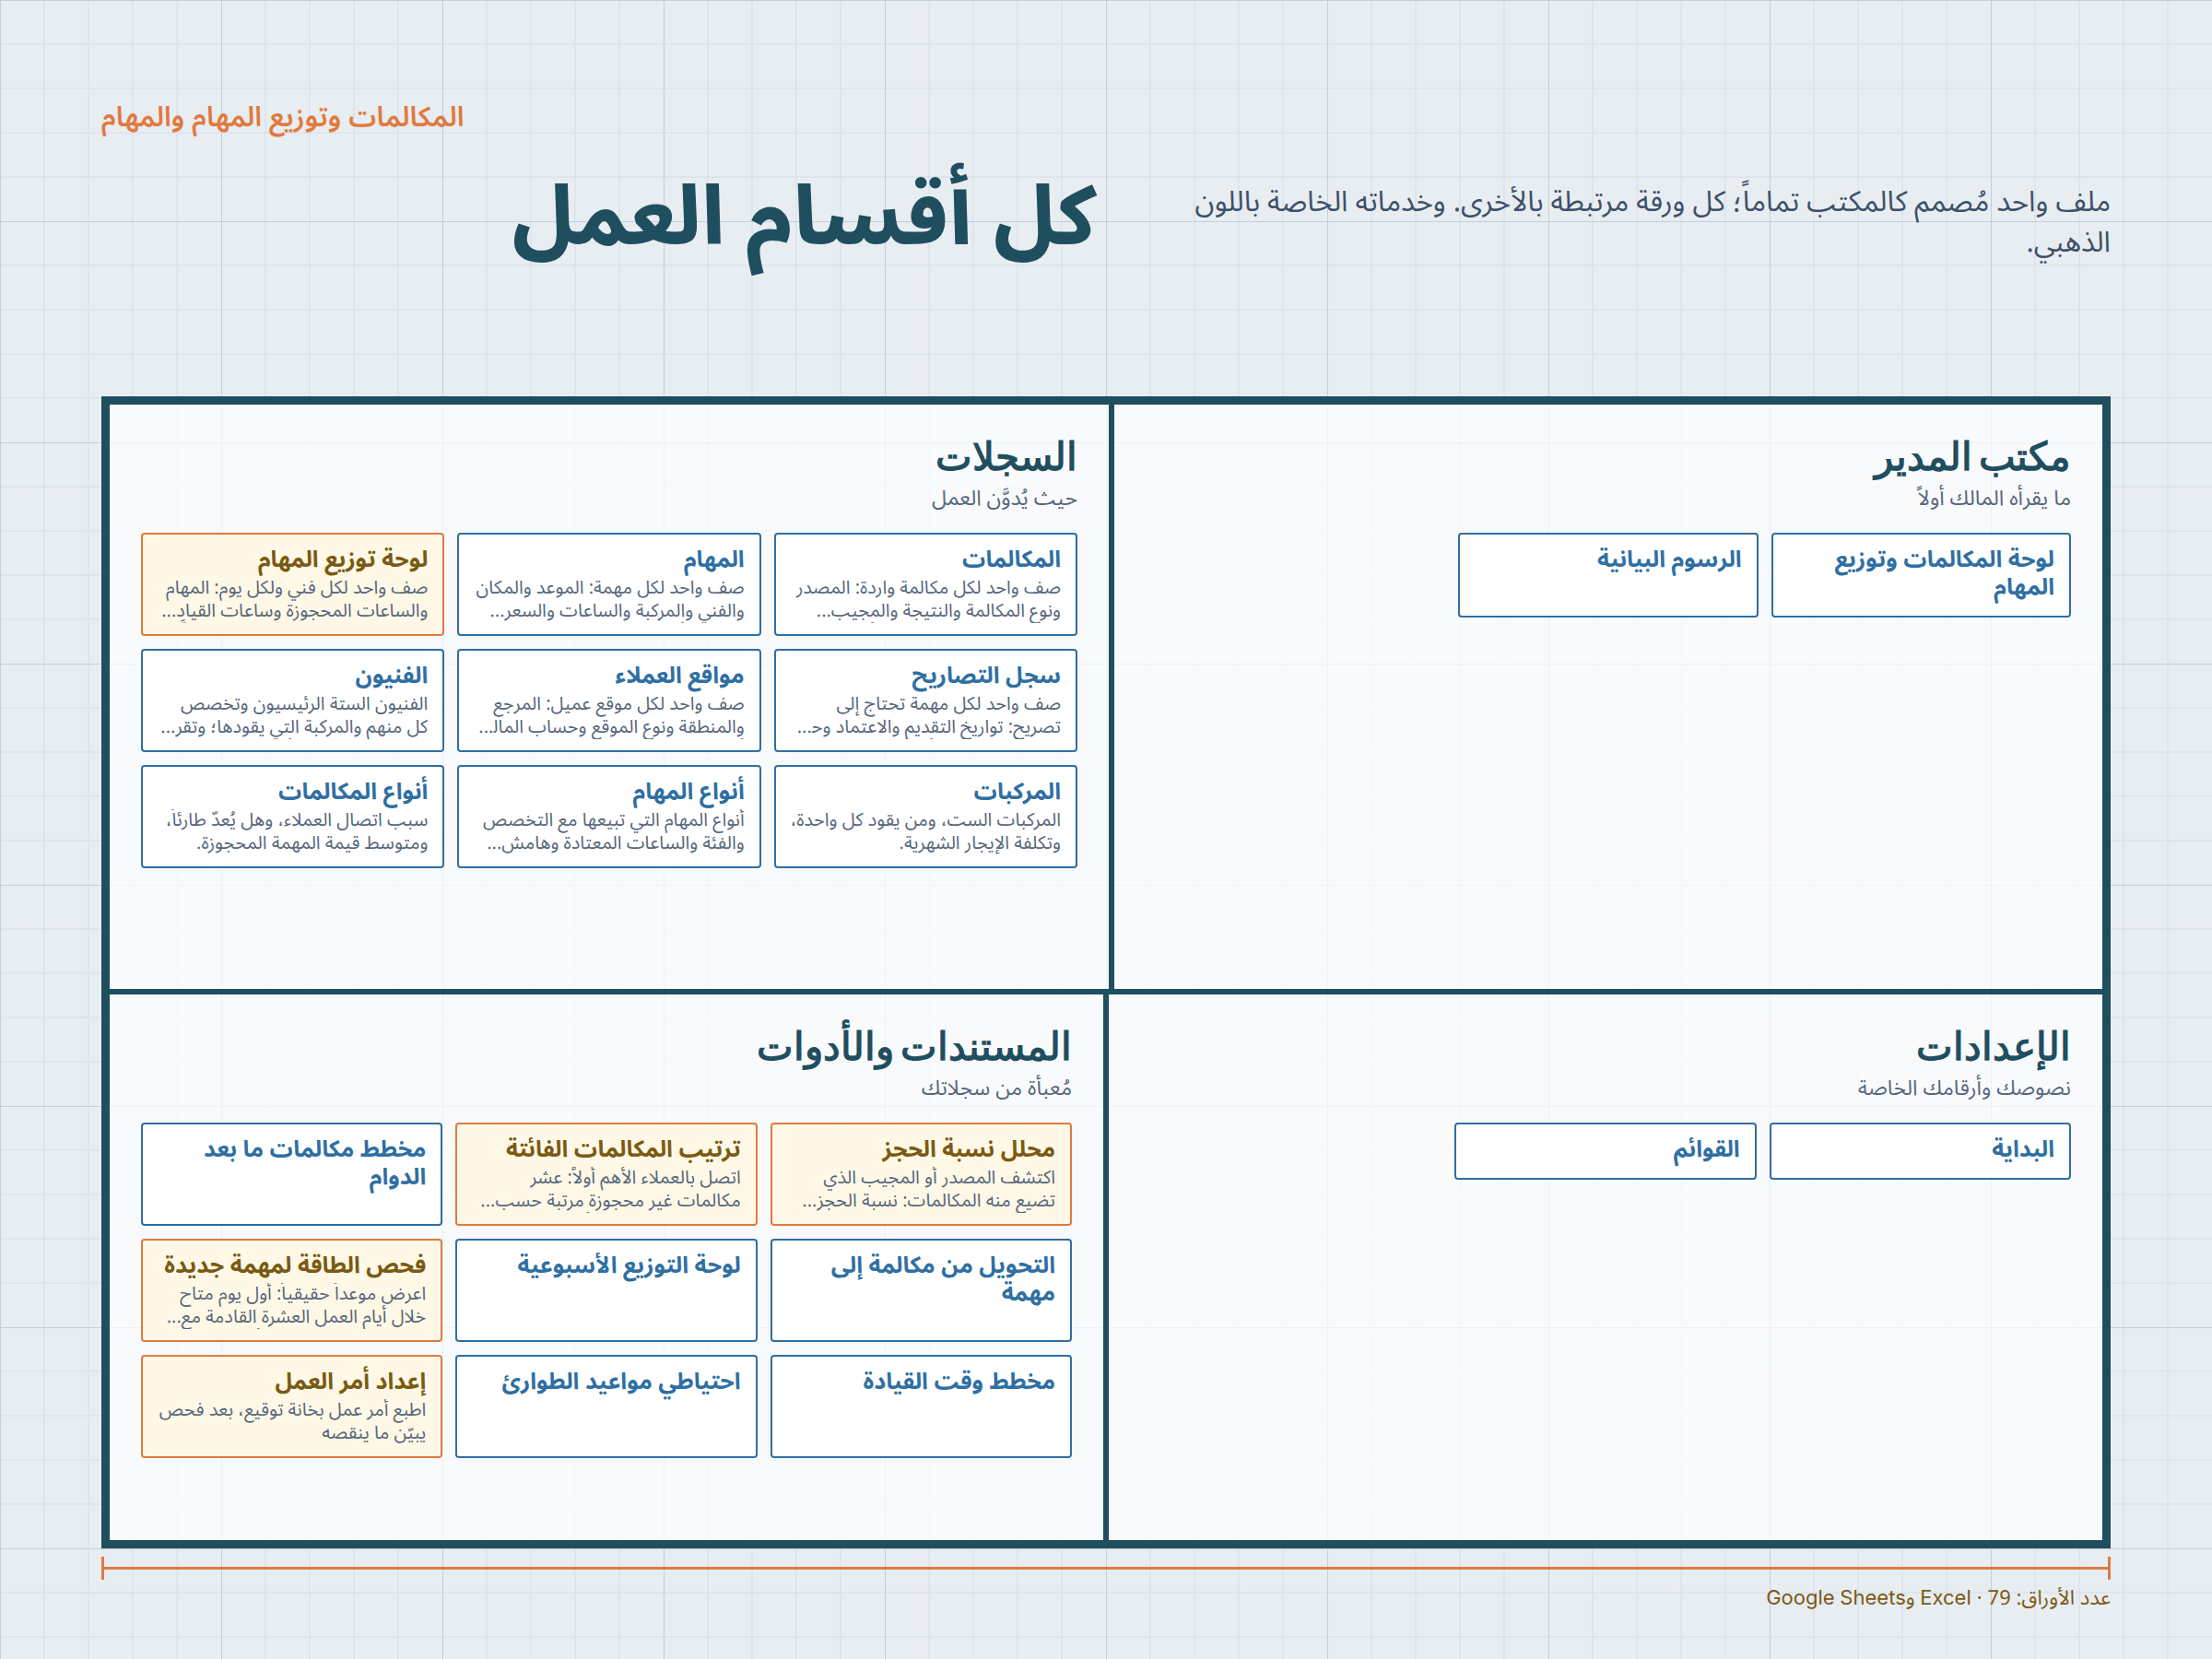 المكالمات وتوزيع المهام والمهام
كل أقسام العمل
ملف واحد مُصمم كالمكتب تماماً؛ كل ورقة مرتبطة بالأخرى. وخدماته الخاصة باللون
الذهبي.
مكتب المدير
ما يقرأه المالك أولاً
لوحة المكالمات وتوزيع
المهام
الرسوم البيانية
السجلات
حيث يُدوَّن العمل
المكالمات
صف واحد لكل مكالمة واردة: المصدر
ونوع المكالمة والنتيجة والمجيب...
المهام
صف واحد لكل مهمة: الموعد والمكان
والفني والمركبة والساعات والسعر...
لوحة توزيع المهام
صف واحد لكل فني ولكل يوم: المهام
والساعات المحجوزة وساعات القياد...
سجل التصاريح
صف واحد لكل مهمة تحتاج إلى
تصريح: تواريخ التقديم والاعتماد وحـ...
مواقع العملاء
صف واحد لكل موقع عميل: المرجع
والمنطقة ونوع الموقع وحساب المالـ...
الفنيون
الفنيون الستة الرئيسيون وتخصص
كل منهم والمركبة التي يقودها؛ وتقر...
المركبات
المركبات الست، ومن يقود كل واحدة،
وتكلفة الإيجار الشهرية.
أنواع المهام
أنواع المهام التي تبيعها مع التخصص
والفئة والساعات المعتادة وهامش...
أنواع المكالمات
سبب اتصال العملاء، وهل يُعدّ طارئاً،
ومتوسط قيمة المهمة المحجوزة.
الإعدادات
نصوصك وأرقامك الخاصة
البداية
القوائم
المستندات والأدوات
مُعبأة من سجلاتك
محلل نسبة الحجز
اكتشف المصدر أو المجيب الذي
تضيع منه المكالمات: نسبة الحجز...
ترتيب المكالمات الفائتة
اتصل بالعملاء الأهم أولاً: عشر
مكالمات غير محجوزة مرتبة حسب...
مخطط مكالمات ما بعد
الدوام
التحويل من مكالمة إلى
مهمة
لوحة التوزيع الأسبوعية
فحص الطاقة لمهمة جديدة
اعرض موعداً حقيقياً: أول يوم متاح
خلال أيام العمل العشرة القادمة مع...
مخطط وقت القيادة
احتياطي مواعيد الطوارئ
إعداد أمر العمل
اطبع أمر عمل بخانة توقيع، بعد فحص
يبيّن ما ينقصه
عدد الأوراق: 79 · Excel وGoogle Sheets